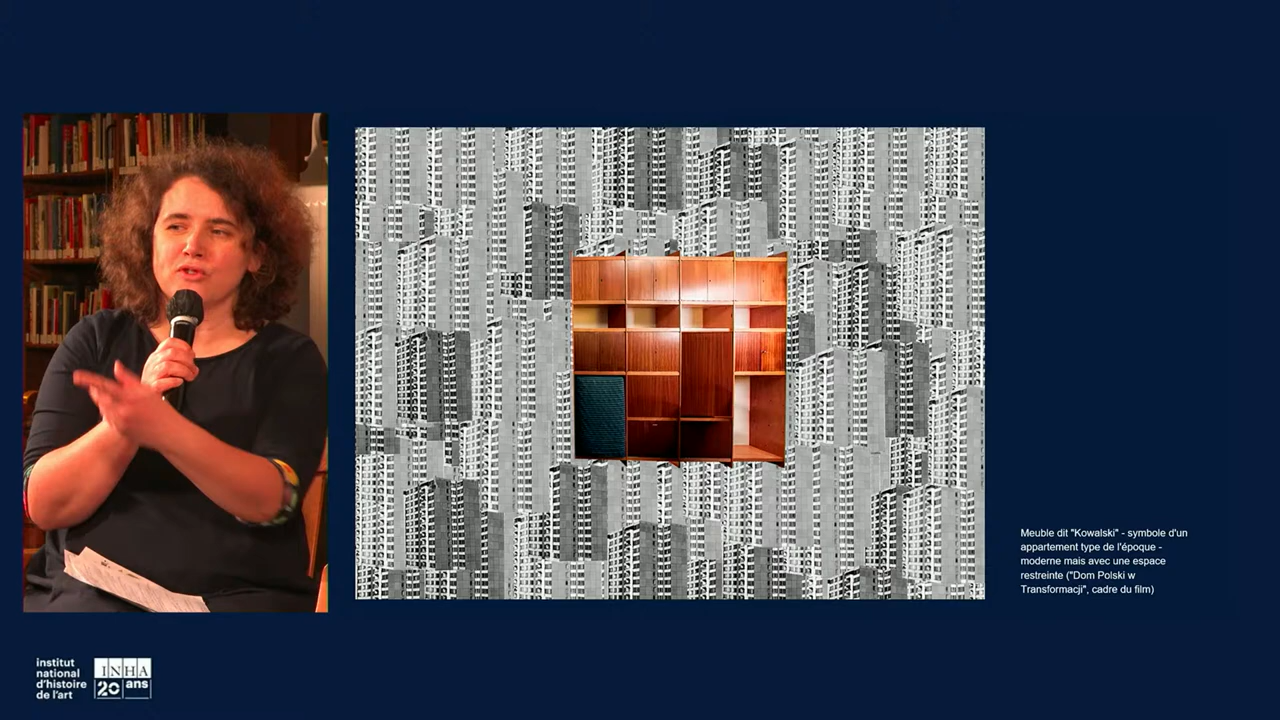 Meuble dit "Kowalski" - symbole d'un
appartement type de l'époque -
moderne mais avec une espace
restreinte ("Dom Polski w
Transformacji", cadre du film)
institut
national
d'histoire
de l'art
INHA
20 ans